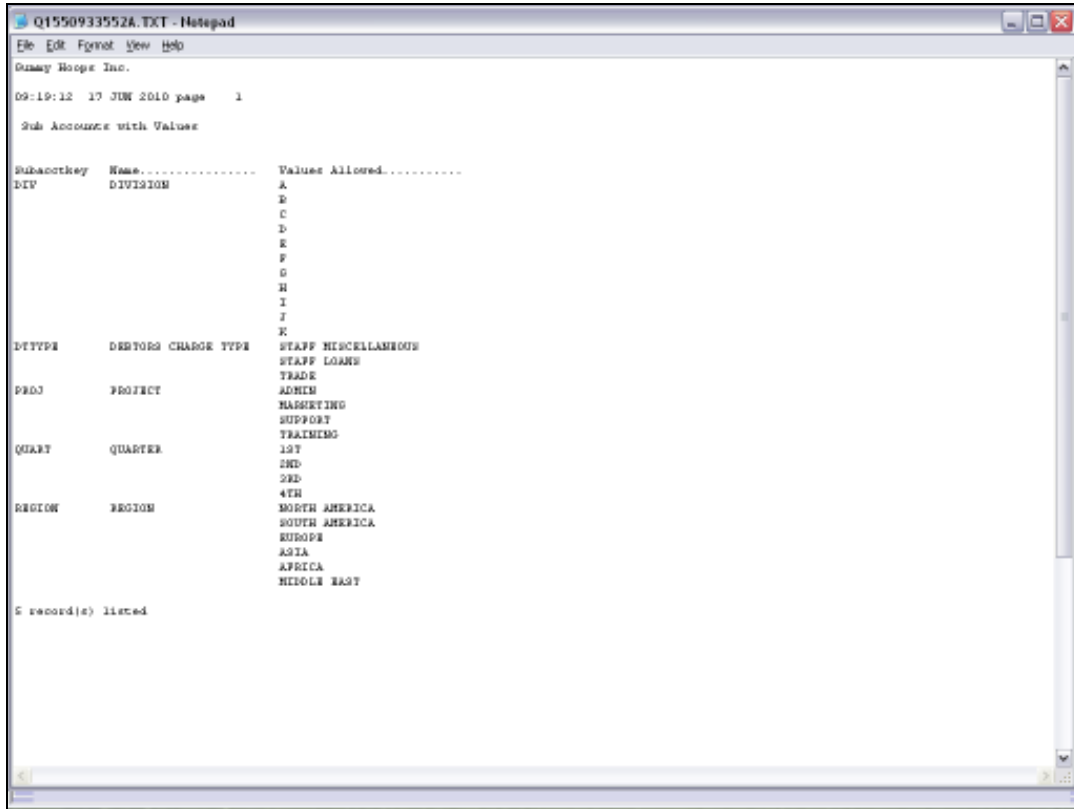 Q1550933552A.TXT - Notepad
File Edit Format View Help
Gummy Hoops Inc.
09:19:12 17 JUN 2010 page 1
Sub Accounts with Values
Subacctkey Name................ Values Allowed...........
DIV DIVISION A
B
C
D
E
F
G
H
I
J
K
DTTYPE DEBTORS CHARGE TYPE STAFF MISCELLANEOUS
STAFF LOANS
TRADE
PROJ PROJECT ADMIN
MARKETING
SUPPORT
TRAINING
QUART QUARTER 1ST
2ND
3RD
4TH
REGION REGION NORTH AMERICA
SOUTH AMERICA
EUROPE
ASIA
AFRICA
MIDDLE EAST
5 record(s) listed